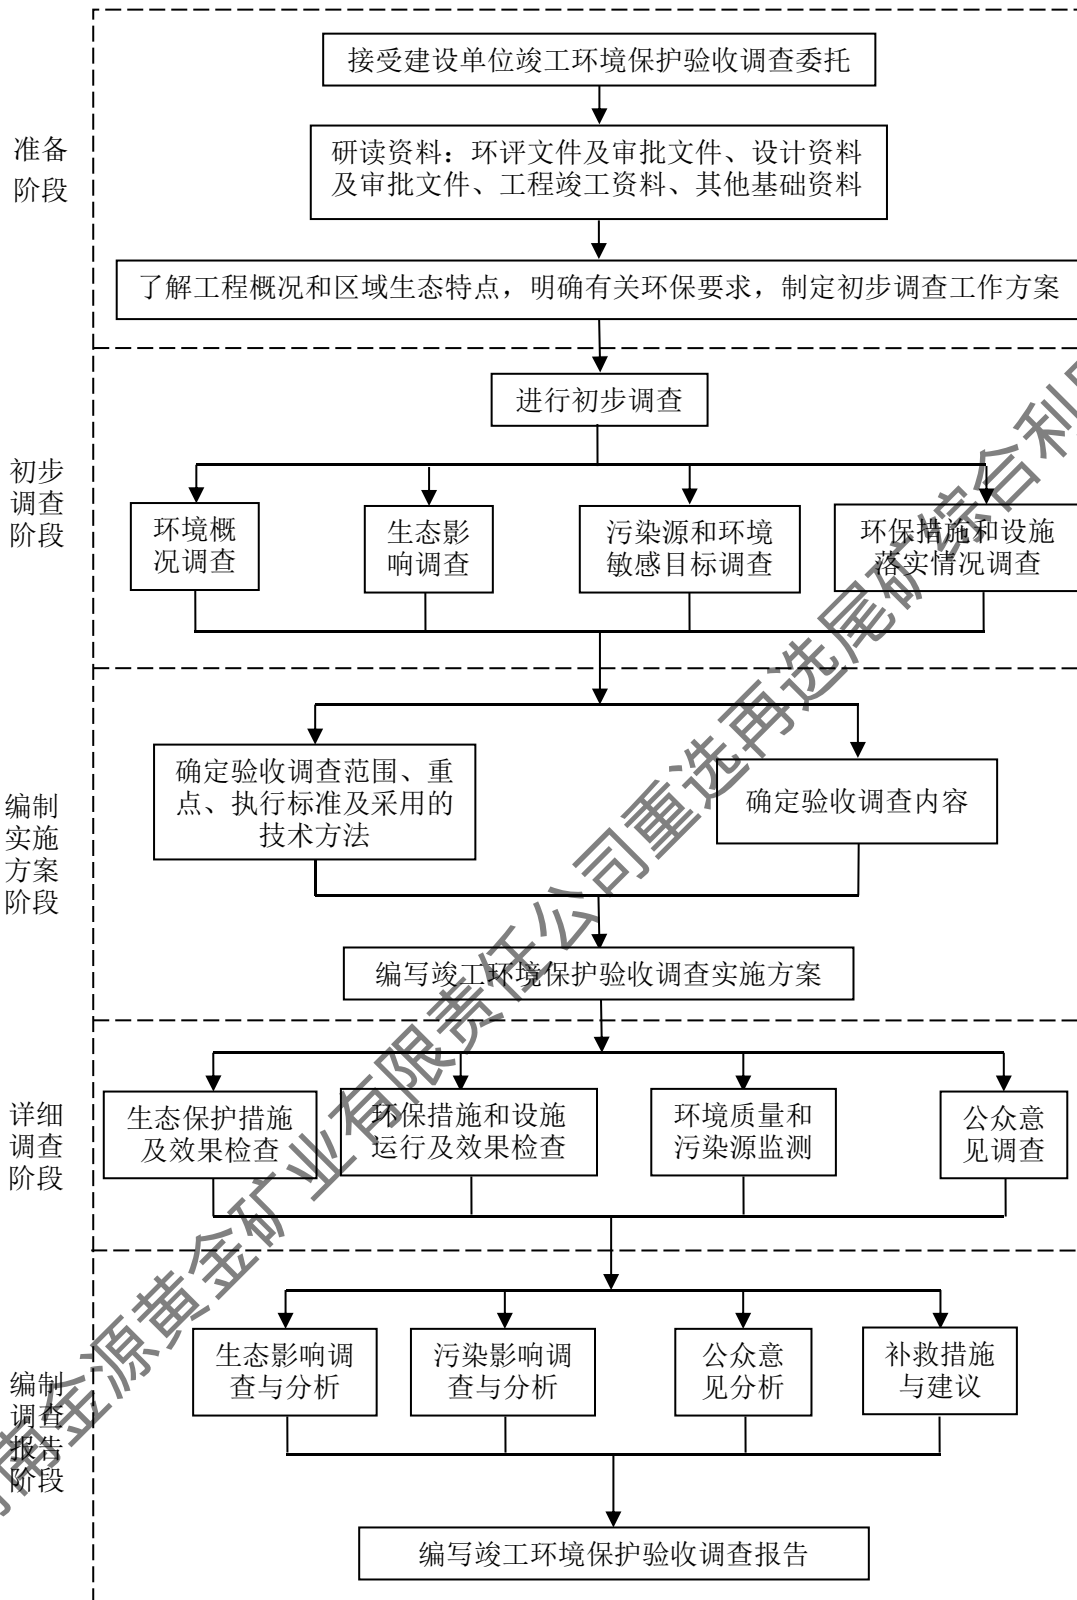 接受建设单位竣工环境保护验收调查委托
准备
阶段
研读资料：环评文件及审批文件、设计资料
及审批文件、工程竣工资料、其他基础资料
了解工程概况和区域生态特点，明确有关环保要求，制定初步调查工作方案
进行初步调查
初步
调查
阶段
环境概
况调查
生态影
响调查
污染源和环境
敏感目标调查
环保措施和设施
落实情况调查
编制
实施
方案
阶段
确定验收调查范围、重
点、执行标准及采用的
技术方法
确定验收调查内容
编写竣工环境保护验收调查实施方案
详细
调查
阶段
生态保护措施
及效果检查
环保措施和设施
运行及效果检查
环境质量和
污染源监测
公众意
见调查
编制
调查
报告
阶段
生态影响调
查与分析
污染影响调
查与分析
公众意
见分析
补救措施
与建议
编写竣工环境保护验收调查报告
南金源黄金矿业有限责任公司重选再选尾矿综合利